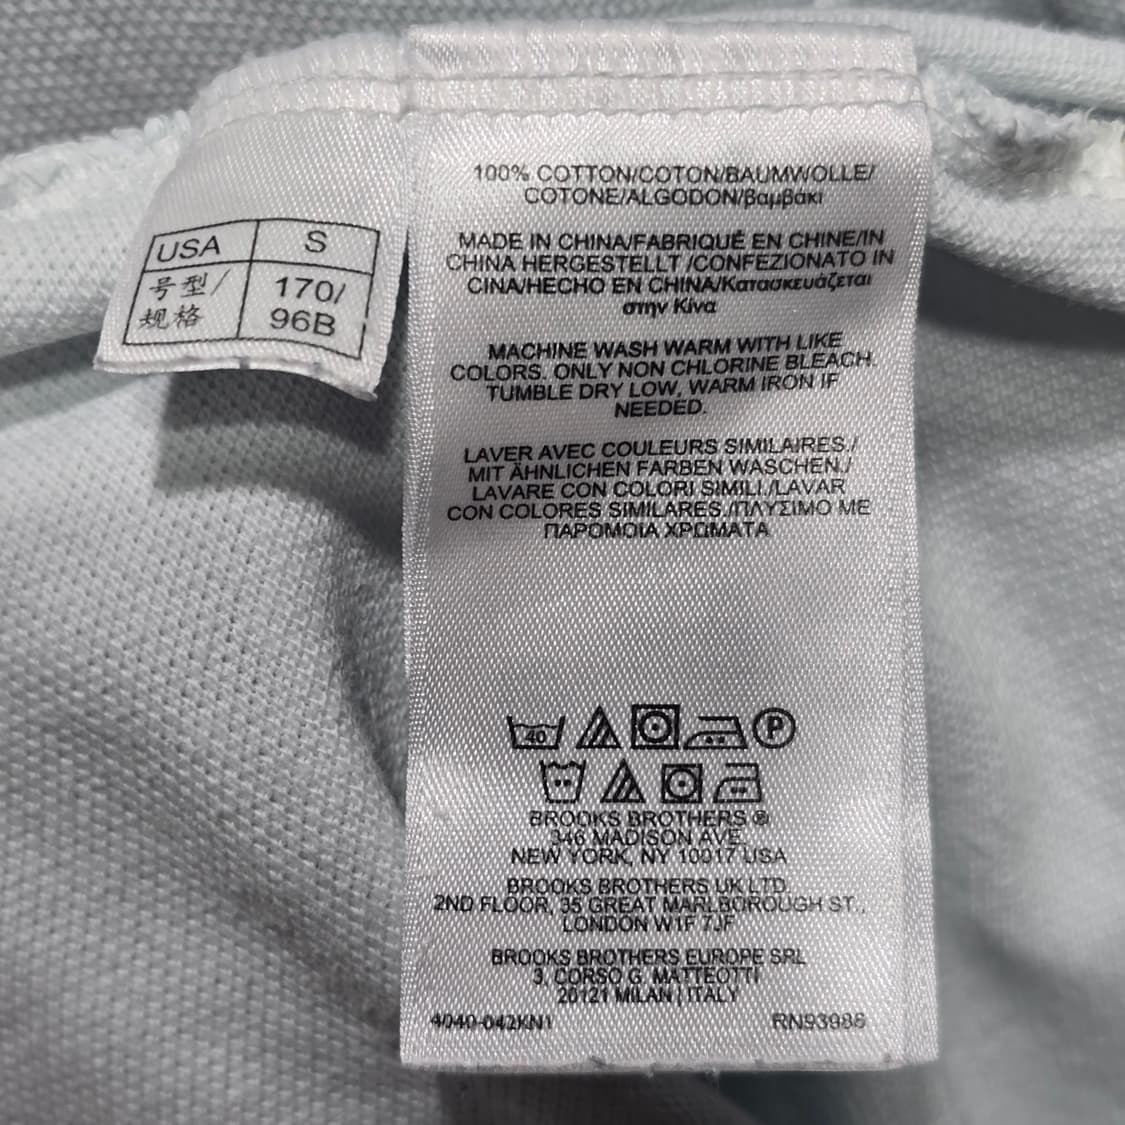 USA S
号型/ 170/
规格 96B
100% COTTON/COTON/BAUMWOLLE/
COTONE/ALGODON/βαμβάκι
MADE IN CHINA/FABRIQUÉ EN CHINE/IN
CHINA HERGESTELLT /CONFEZIONATO IN
CINA/HECHO EN CHINA/Κατασκευάζεται
στην Κίνα
MACHINE WASH WARM WITH LIKE
COLORS. ONLY NON CHLORINE BLEACH.
TUMBLE DRY LOW, WARM IRON IF
NEEDED.
LAVER AVEC COULEURS SIMILAIRES./
MIT ÄHNLICHEN FARBEN WASCHEN./
LAVARE CON COLORI SIMILI./LAVAR
CON COLORES SIMILARES./ΠΛΥΣΙΜΟ ΜΕ
ΠΑΡΟΜΟΙΑ ΧΡΩΜΑΤΑ
40 P
BROOKS BROTHERS ®
346 MADISON AVE.
NEW YORK, NY 10017 USA
BROOKS BROTHERS UK LTD.
2ND FLOOR, 35 GREAT MARLBOROUGH ST.,
LONDON W1F 7JF
BROOKS BROTHERS EUROPE SRL
3, CORSO G. MATTEOTTI
20121 MILAN | ITALY
4040-042KN1 RN93986